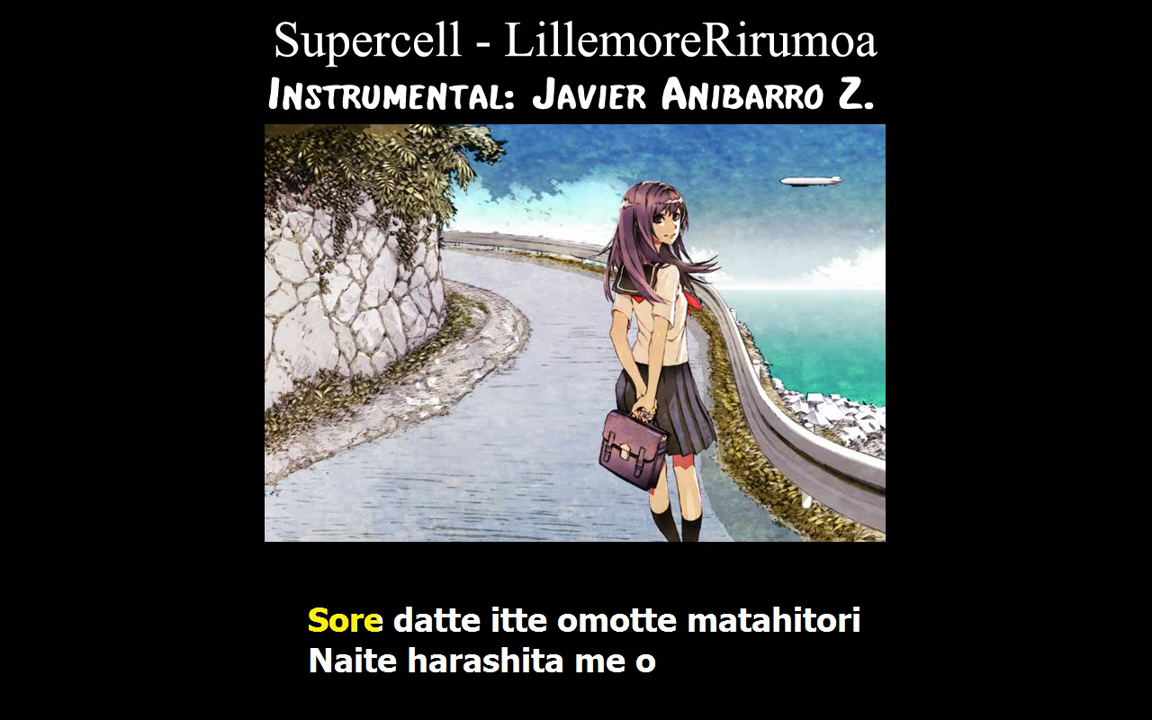 Supercell - LillemoreRirumoa
Instrumental: Javier Anibarro Z.
Sore datte itte omotte matahitori
Naite harashita me o